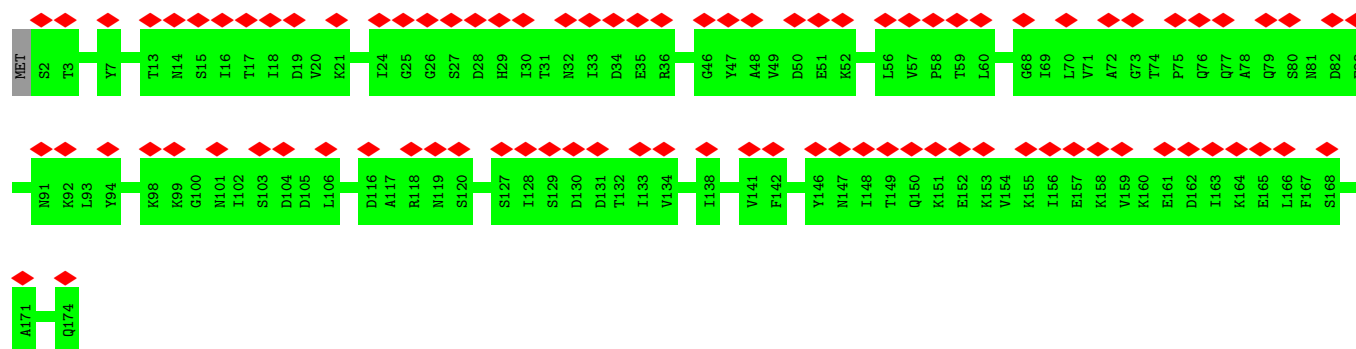 MET S2 T3 Y7 T13 N14 S15 I16 T17 I18 D19 V20 K21 I24 G25 G26 S27 D28 H29 I30 T31 N32 I33 D34 E35 R36 G46 Y47 A48 V49 D50 E51 K52 L56 V57 P58 T59 L60 G68 I69 L70 V71 A72 G73 T74 P75 Q76 Q77 A78 Q79 S80 N81 D82
N91 K92 L93 Y94 K98 K99 G100 N101 I102 S103 D104 D105 L106 D116 A117 R118 N119 S120 S127 I128 S129 D130 D131 T132 I133 V134 I138 V141 F142 Y146 N147 I148 T149 Q150 K151 E152 K153 V154 K155 I156 E157 K158 V159 K160 E161 D162 I163 K164 E165 L166 F167 S168
A171 Q174